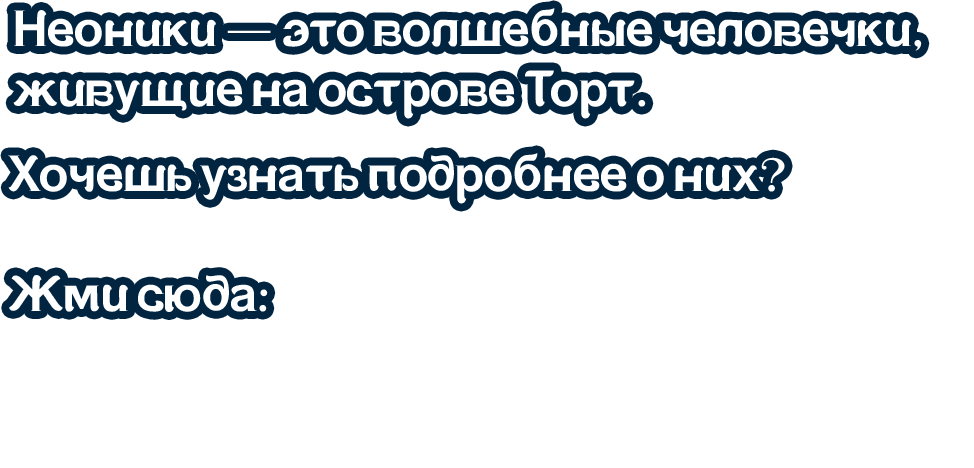 Неоники — это волшебные человечки,
живущие на острове Торт.
Хочешь узнать подробнее о них?
Жми сюда: